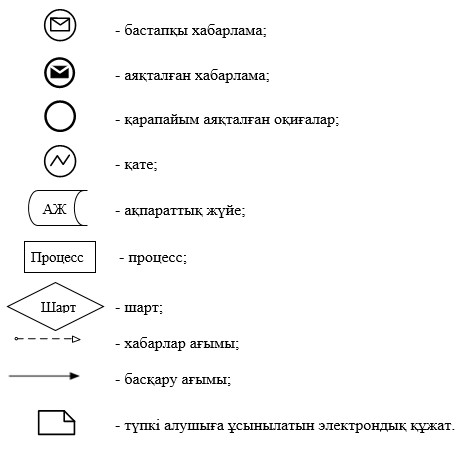 - бастапқы хабарлама;
- аяқталған хабарлама;
- қарапайым аяқталған оқиғалар;
- қате;
АЖ - ақпараттық жүйе;
Процесс - процесс;
Шарт - шарт;
- хабарлар ағымы;
- басқару ағымы;
- түпкі алушыға ұсынылатын электрондық құжат.